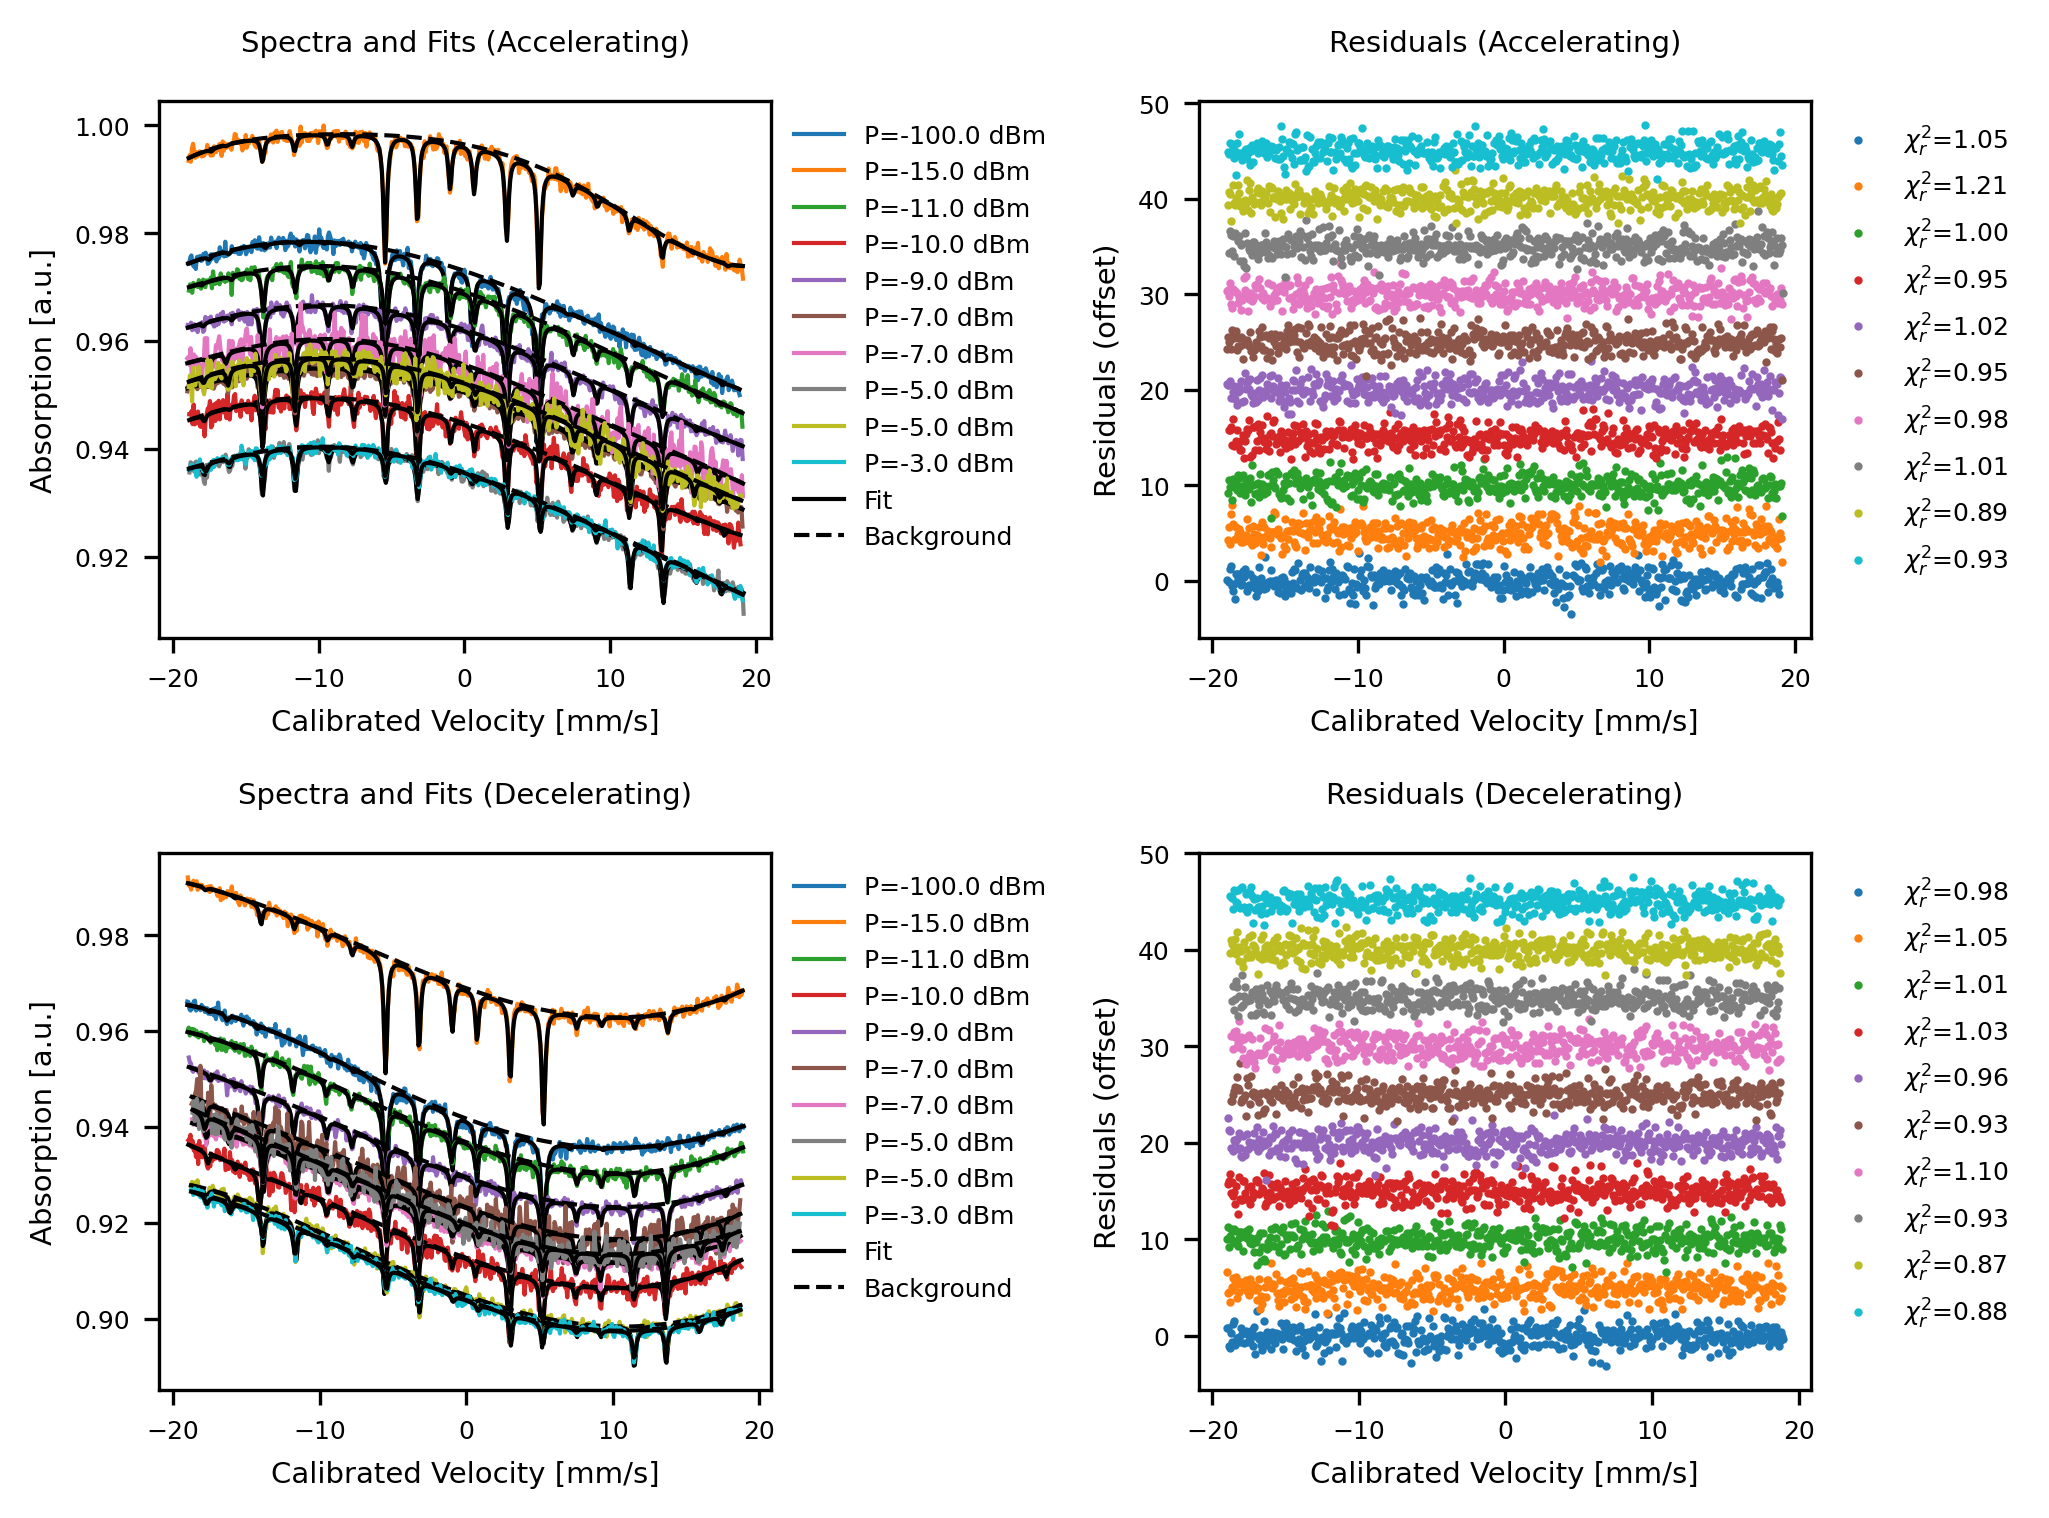 Spectra and Fits (Accelerating)
1.00
0.98
0.96
0.94
0.92
Absorption [a.u.]
−20
−10
0
10
20
Calibrated Velocity [mm/s]
P=-100.0 dBm
P=-15.0 dBm
P=-11.0 dBm
P=-10.0 dBm
P=-9.0 dBm
P=-7.0 dBm
P=-7.0 dBm
P=-5.0 dBm
P=-5.0 dBm
P=-3.0 dBm
Fit
Background
Residuals (Accelerating)
50
40
30
20
10
0
Residuals (offset)
−20
−10
0
10
20
Calibrated Velocity [mm/s]
χ²ᵣ=1.05
χ²ᵣ=1.21
χ²ᵣ=1.00
χ²ᵣ=0.95
χ²ᵣ=1.02
χ²ᵣ=0.95
χ²ᵣ=0.98
χ²ᵣ=1.01
χ²ᵣ=0.89
χ²ᵣ=0.93
Spectra and Fits (Decelerating)
0.98
0.96
0.94
0.92
0.90
Absorption [a.u.]
−20
−10
0
10
20
Calibrated Velocity [mm/s]
P=-100.0 dBm
P=-15.0 dBm
P=-11.0 dBm
P=-10.0 dBm
P=-9.0 dBm
P=-7.0 dBm
P=-7.0 dBm
P=-5.0 dBm
P=-5.0 dBm
P=-3.0 dBm
Fit
Background
Residuals (Decelerating)
50
40
30
20
10
0
Residuals (offset)
−20
−10
0
10
20
Calibrated Velocity [mm/s]
χ²ᵣ=0.98
χ²ᵣ=1.05
χ²ᵣ=1.01
χ²ᵣ=1.03
χ²ᵣ=0.96
χ²ᵣ=0.93
χ²ᵣ=1.10
χ²ᵣ=0.93
χ²ᵣ=0.87
χ²ᵣ=0.88